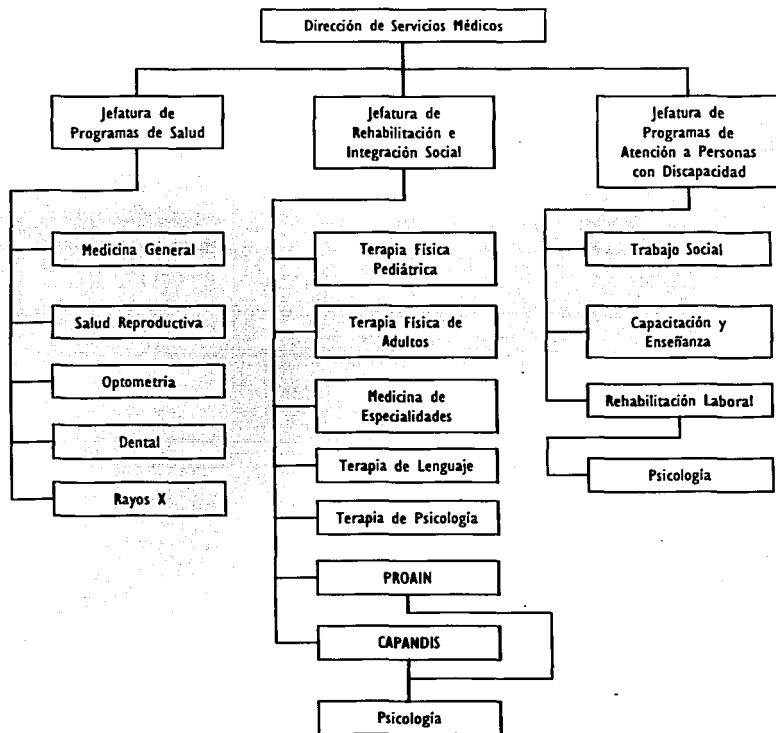 Dirección de Servicios Médicos
Jefatura de
Programas de Salud
Jefatura de
Rehabilitación e
Integración Social
Jefatura de
Programas de
Atención a Personas
con Discapacidad
Medicina General
Salud Reproductiva
Optometría
Dental
Rayos X
Terapia Física
Pediátrica
Terapia Física de
Adultos
Medicina de
Especialidades
Terapia de Lenguaje
Terapia de Psicología
PROAIN
CAPANDIS
Psicología
Trabajo Social
Capacitación y
Enseñanza
Rehabilitación Laboral
Psicología